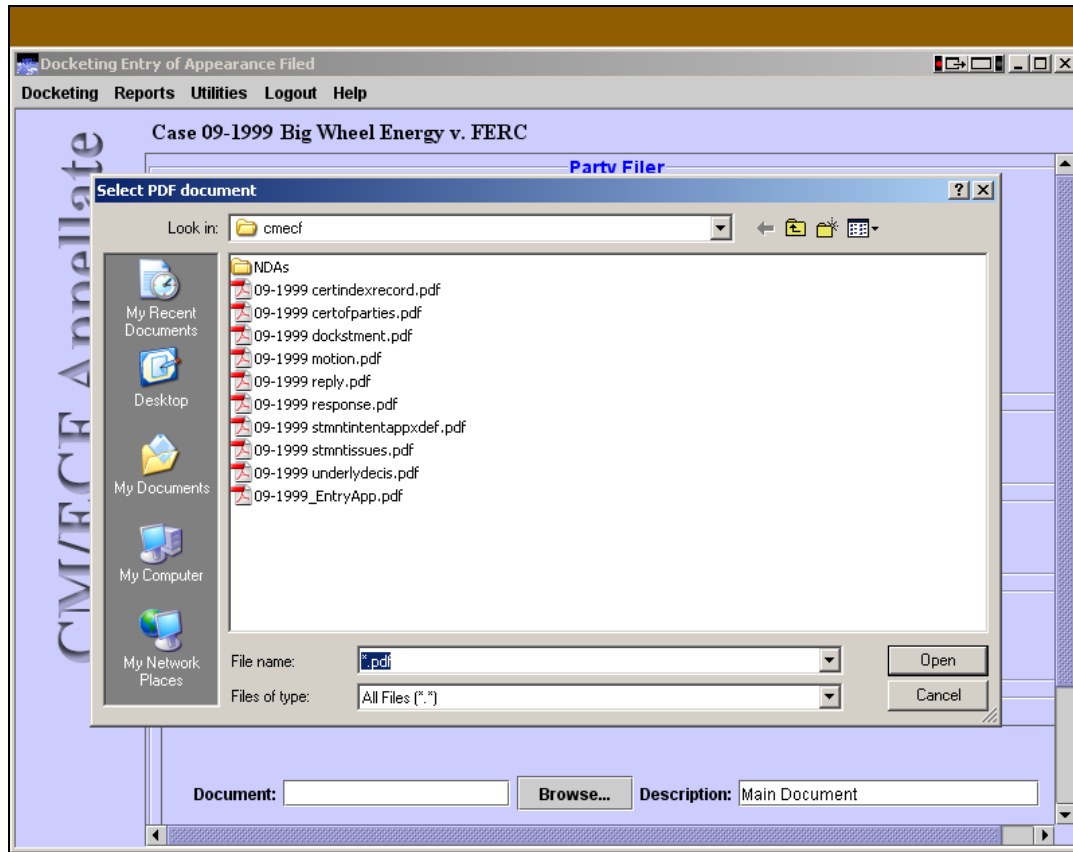 Docketing Entry of Appearance Filed
Docketing Reports Utilities Logout Help
CM/ECF Appellate
Case 09-1999 Big Wheel Energy v. FERC
Party Filer
Select PDF document
Look in: cmecf
My Recent Documents
Desktop
My Documents
My Computer
My Network Places
NDAs
09-1999 certindexrecord.pdf
09-1999 certofparties.pdf
09-1999 dockstment.pdf
09-1999 motion.pdf
09-1999 reply.pdf
09-1999 response.pdf
09-1999 stmntintentappxdef.pdf
09-1999 stmntissues.pdf
09-1999 underlydecis.pdf
09-1999_EntryApp.pdf
File name: *.pdf Open
Files of type: All Files (*.*) Cancel
Document: Browse... Description: Main Document